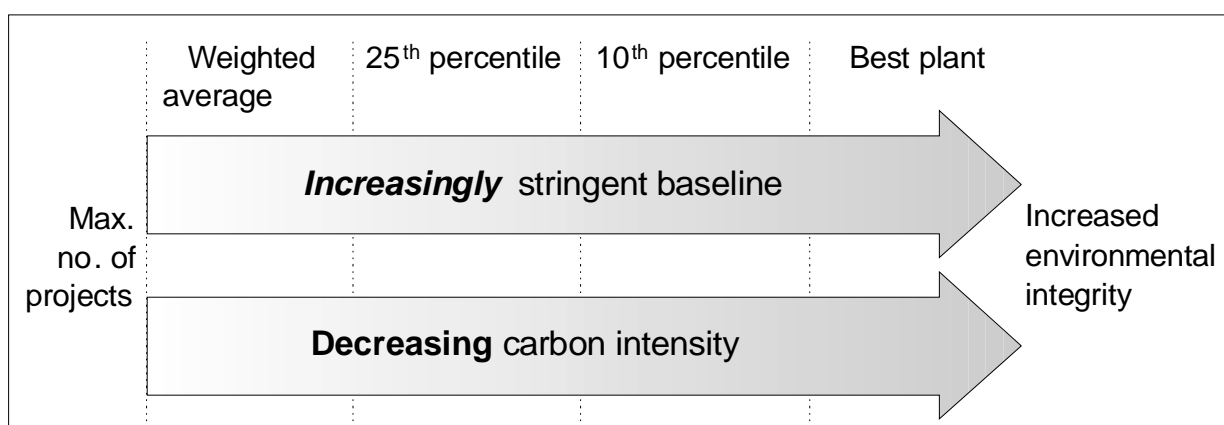 Weighted average
25th percentile
10th percentile
Best plant
Increasingly stringent baseline
Max.
no. of
projects
Increased
environmental
integrity
Decreasing carbon intensity